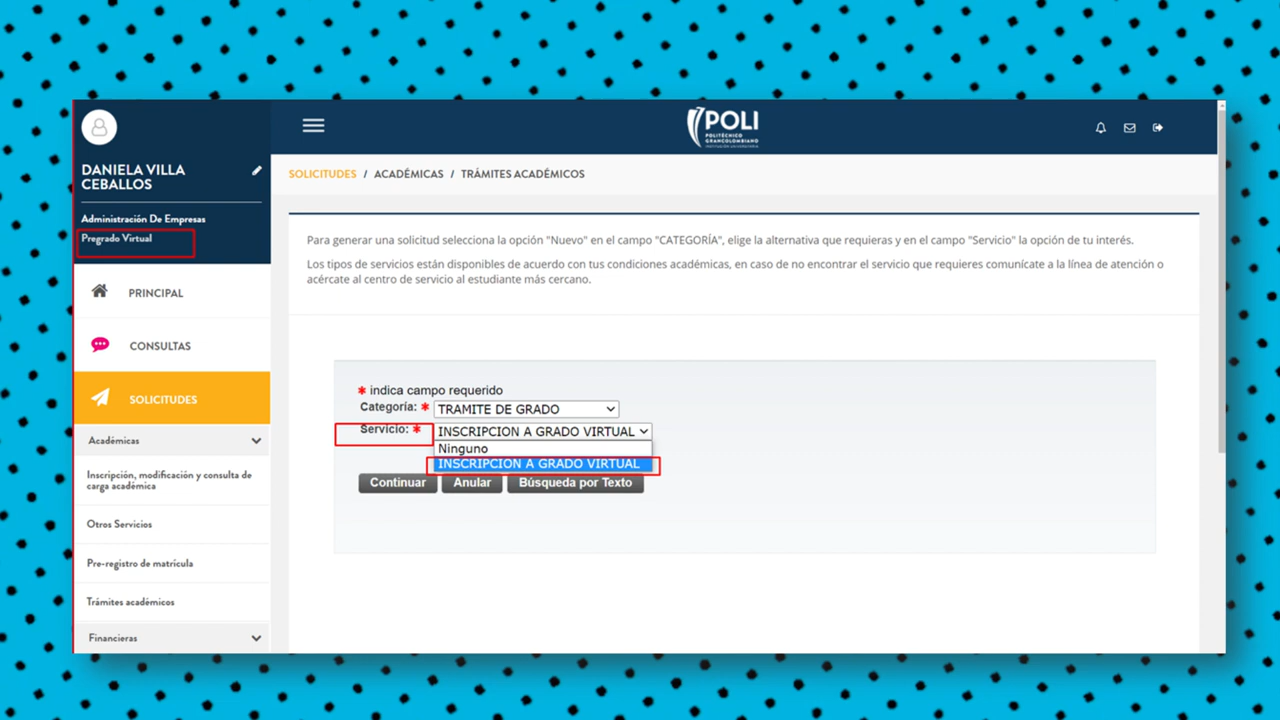 DANIELA VILLA
CEBALLOS
Administración De Empresas
Pregrado Virtual
PRINCIPAL
CONSULTAS
SOLICITUDES
Académicas
Inscripción, modificación y consulta de
carga académica
Otros Servicios
Pre-registro de matrícula
Trámites académicos
Financieras
POLI
POLITÉCNICO
GRANCOLOMBIANO
INSTITUCIÓN UNIVERSITARIA
SOLICITUDES / ACADÉMICAS / TRÁMITES ACADÉMICOS
Para generar una solicitud selecciona la opción "Nuevo" en el campo "CATEGORÍA", elige la alternativa que requieras y en el campo "Servicio" la opción de tu interés.
Los tipos de servicios están disponibles de acuerdo con tus condiciones académicas, en caso de no encontrar el servicio que requieres comunícate a la línea de atención o
acércate al centro de servicio al estudiante más cercano.
* indica campo requerido
Categoría: * TRAMITE DE GRADO
Servicio: * INSCRIPCION A GRADO VIRTUAL
Ninguno
INSCRIPCION A GRADO VIRTUAL
Continuar Anular Búsqueda por Texto